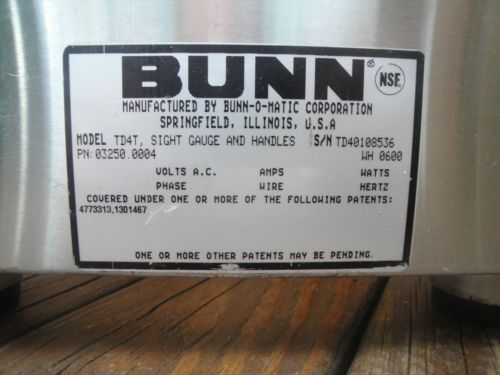 BUNN® NSF.
MANUFACTURED BY BUNN-O-MATIC CORPORATION
SPRINGFIELD, ILLINOIS, U.S.A
MODEL TD4T, SIGHT GAUGE AND HANDLES S/N TD40108536
PN: 03250.0004 WH 0600
VOLTS A.C. AMPS WATTS
PHASE WIRE HERTZ
COVERED UNDER ONE OR MORE OF THE FOLLOWING PATENTS:
4773313,1301467
ONE OR MORE OTHER PATENTS MAY BE PENDING.